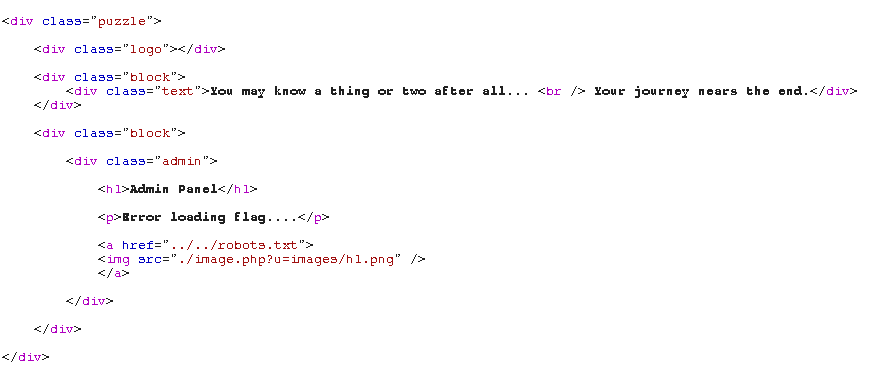 <div class="puzzle">
<div class="logo"></div>
<div class="block">
<div class="text">You may know a thing or two after all... <br /> Your journey nears the end.</div>
</div>
<div class="block">
<div class="admin">
<h1>Admin Panel</h1>
<p>Error loading flag....</p>
<a href="../../robots.txt">
<img src="./image.php?u=images/h1.png" />
</a>
</div>
</div>
</div>